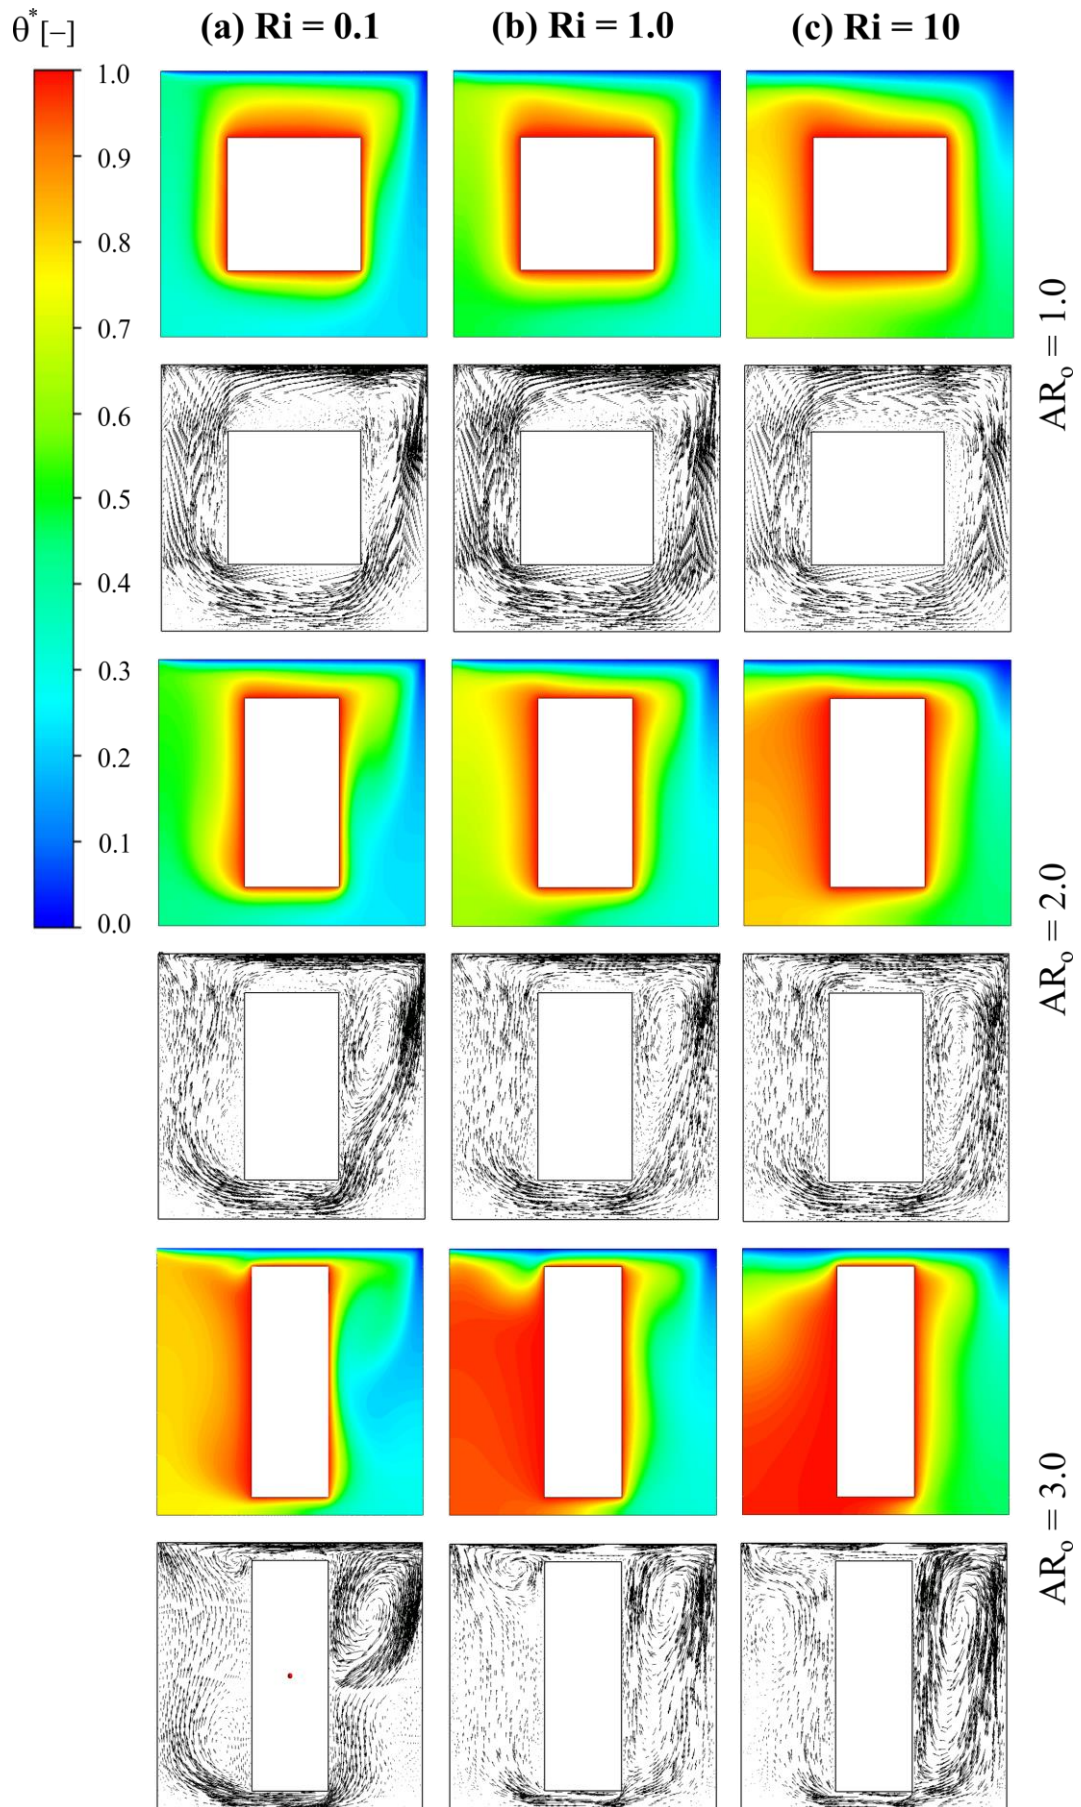 θ* [–]
(a) Ri = 0.1
(b) Ri = 1.0
(c) Ri = 10
1.0
0.9
0.8
0.7
0.6
0.5
0.4
0.3
0.2
0.1
0.0
ARₒ = 1.0
ARₒ = 2.0
ARₒ = 3.0